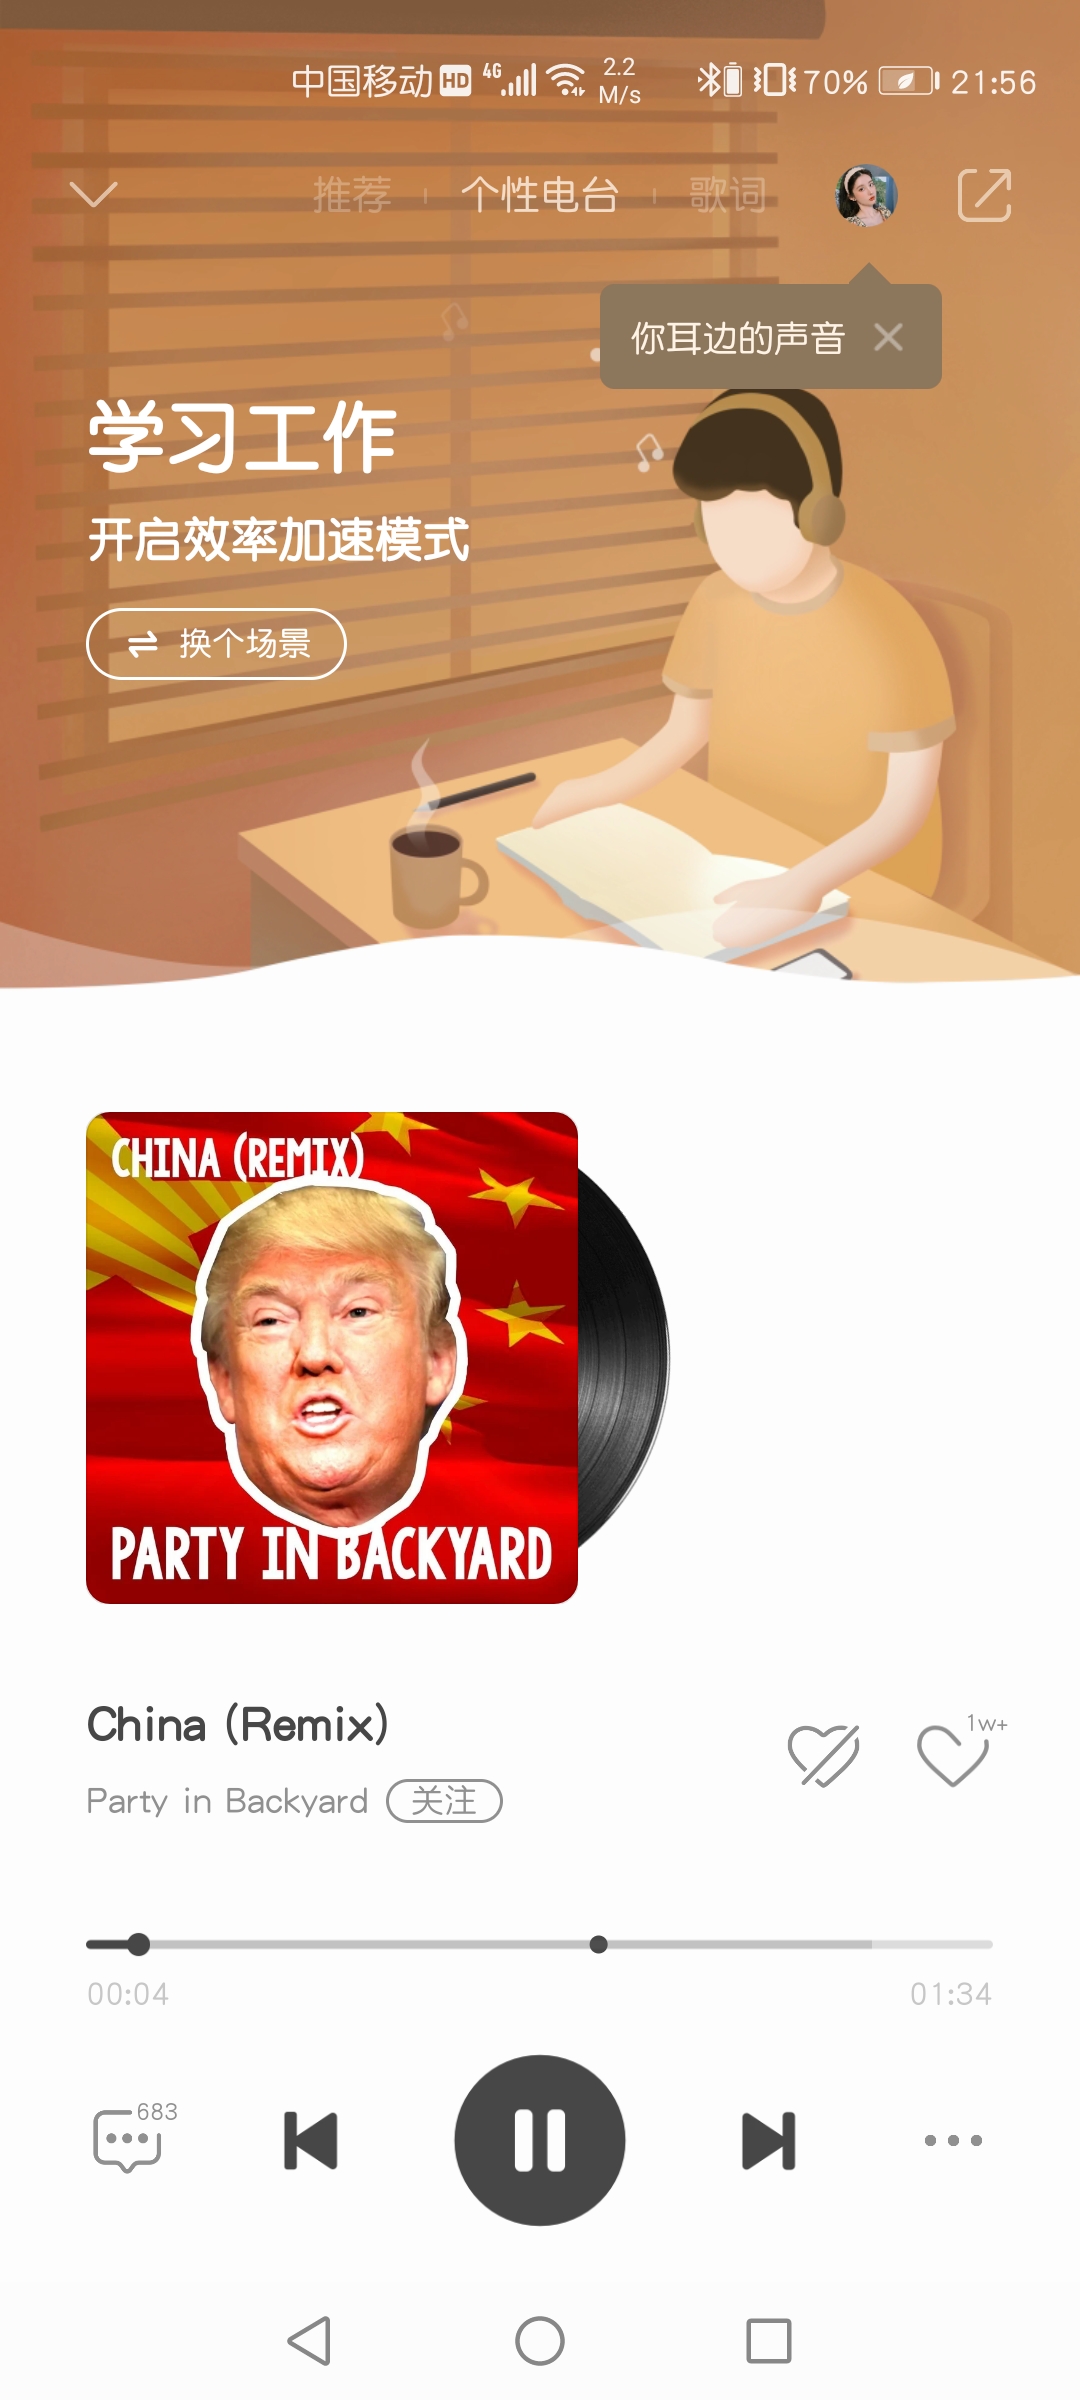 中国移动 HD 4G 2.2 M/s 70% 21:56
推荐 个性电台 歌词
你耳边的声音
学习工作
开启效率加速模式
换个场景
CHINA (REMIX)
PARTY IN BACKYARD
China (Remix)
1w+
Party in Backyard 关注
00:04 01:34
683